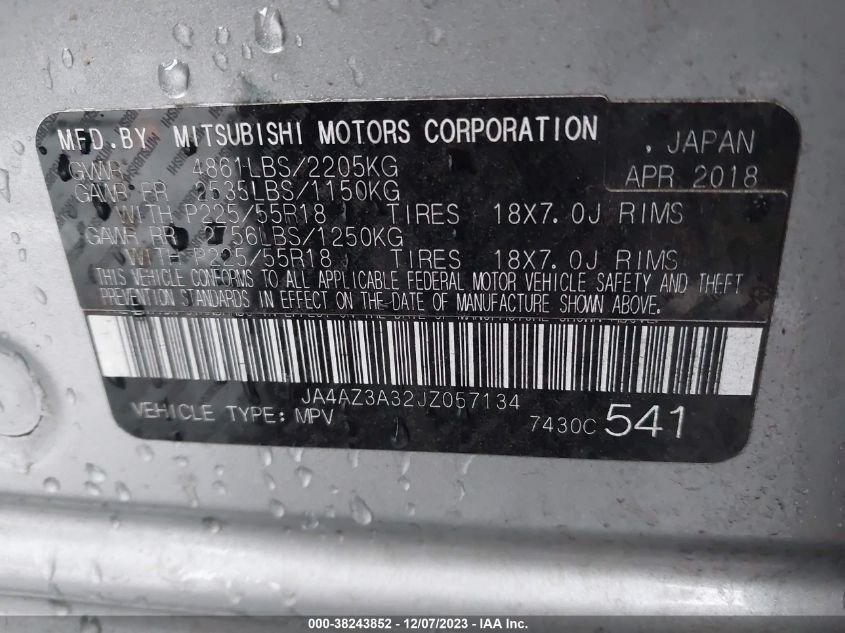 MFD.BY MITSUBISHI MOTORS CORPORATION
, JAPAN
GVWR 4861LBS/2205KG
APR 2018
GAWR FR 2535LBS/1150KG
WITH P225/55R18 TIRES 18X7.0J RIMS
GAWR RR 2756LBS/1250KG
WITH P225/55R18 TIRES 18X7.0J RIMS
THIS VEHICLE CONFORMS TO ALL APPLICABLE FEDERAL MOTOR VEHICLE SAFETY AND THEFT
PREVENTION STANDARDS IN EFFECT ON THE DATE OF MANUFACTURE SHOWN ABOVE.
JA4AZ3A32JZ057134
VEHICLE TYPE: MPV
7430C 541
000-38243852 - 12/07/2023 - IAA Inc.